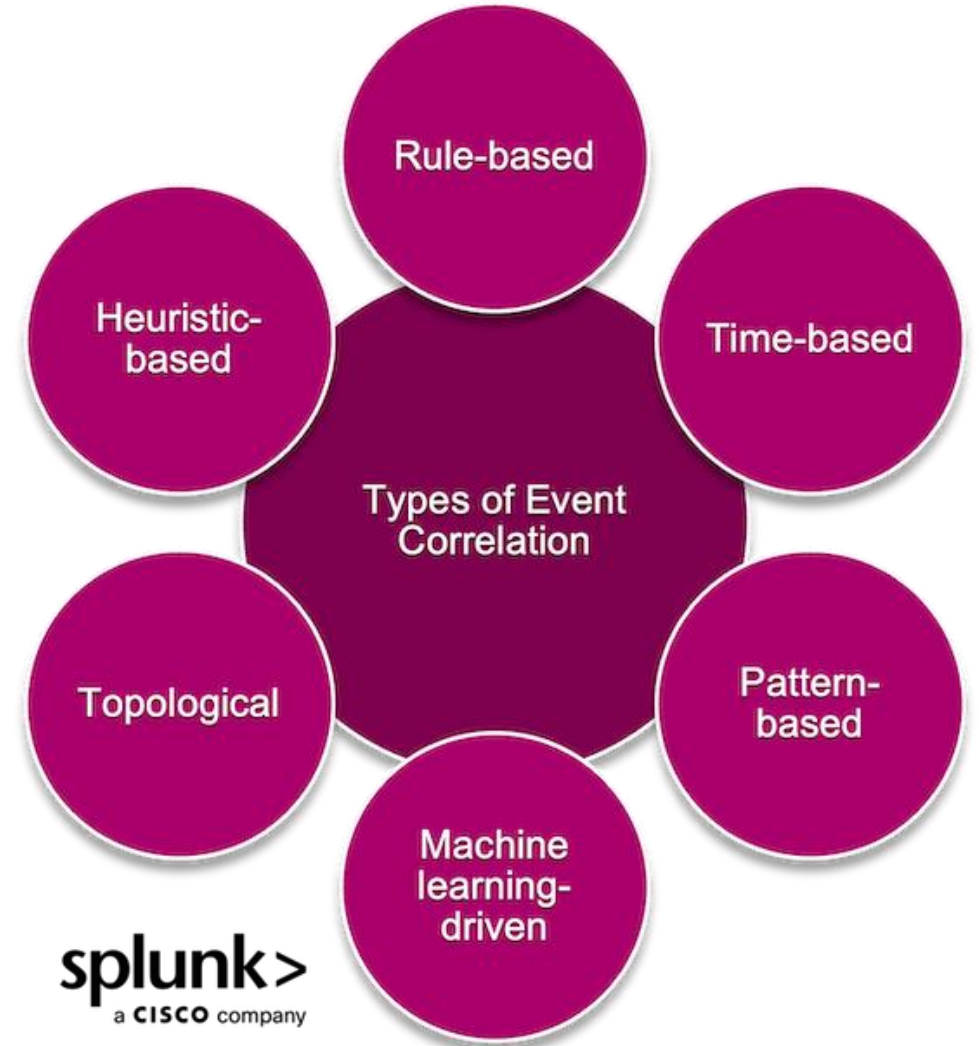 Rule-based
Time-based
Pattern-
based
Machine
learning-
driven
Topological
Heuristic-
based
Types of Event
Correlation
splunk>
a CISCO company